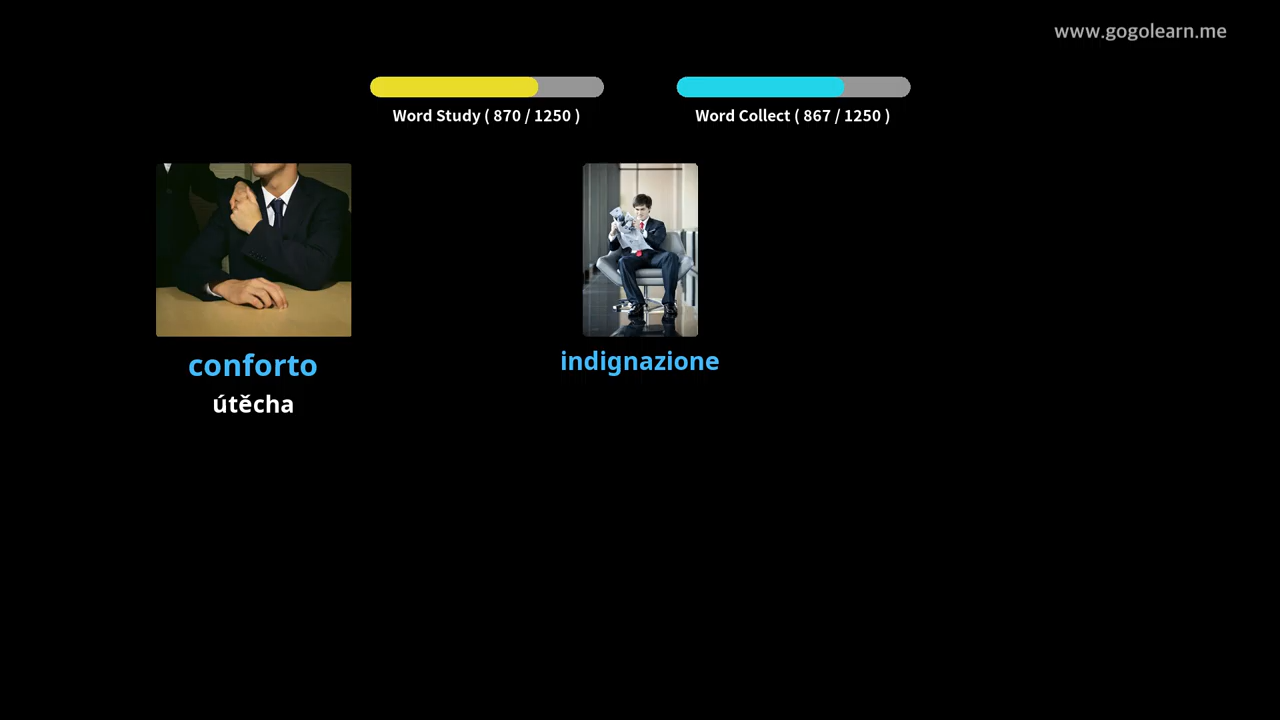 www.gogolearn.me
Word Study ( 870 / 1250 )
Word Collect ( 867 / 1250 )
conforto
útěcha
indignazione